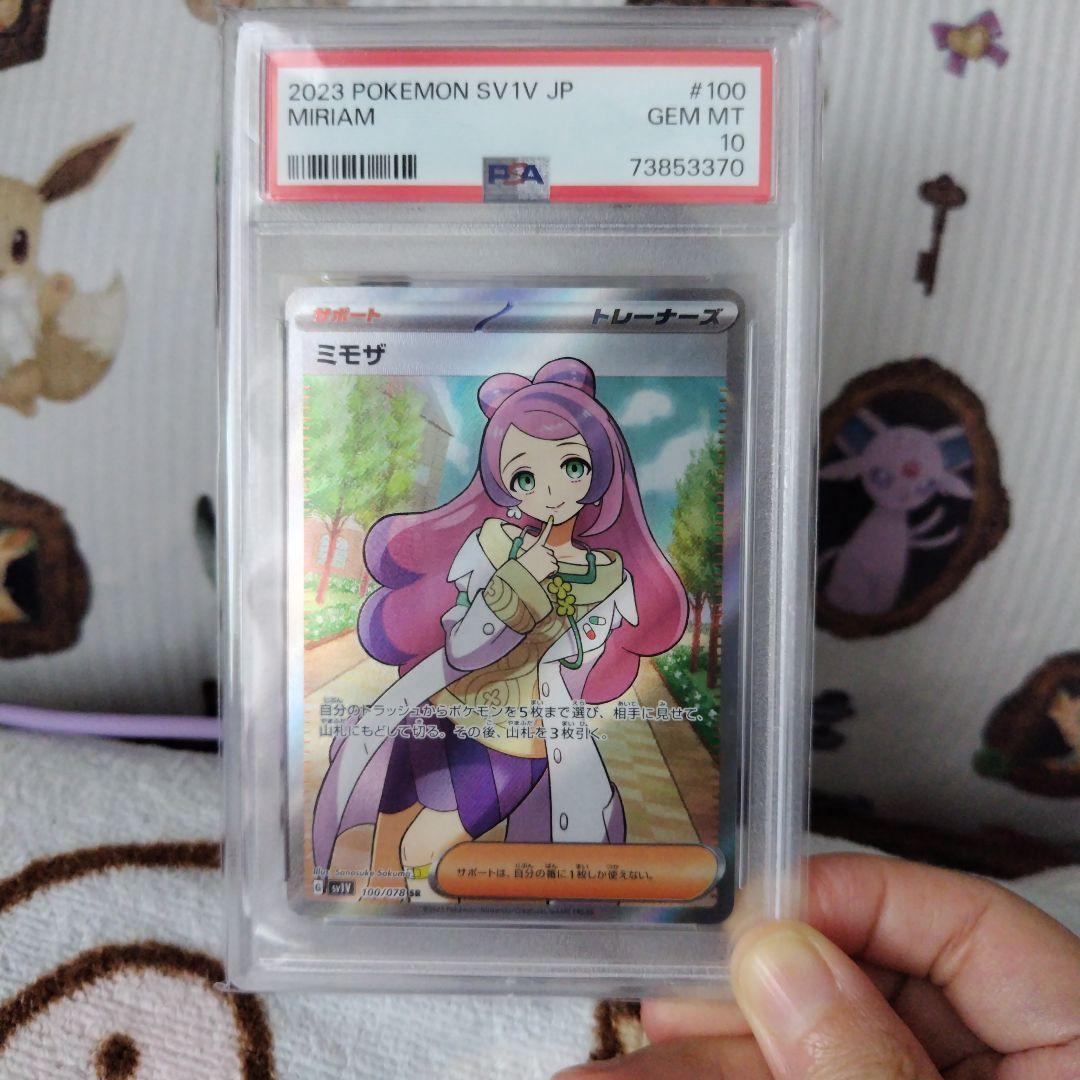 2023 POKEMON SV1V JP #100
MIRIAM GEM MT
10
PSA 73853370
サポート トレーナーズ
ミモザ
自分のトラッシュからポケモンを5枚まで選び、相手に見せて、
山札にもどして切る。その後、山札を3枚引く。
サポートは、自分の番に1枚しか使えない。
Illus. Sanosuke Sakuma
G sv1V 100/078 SR